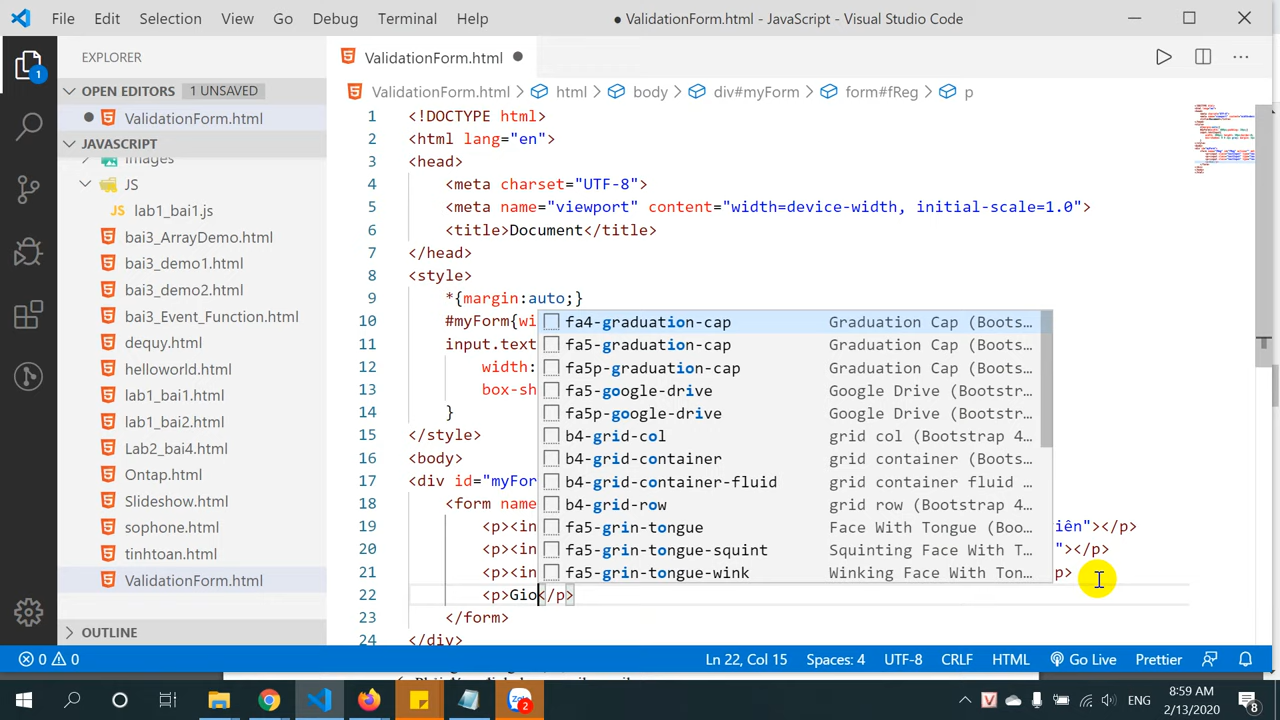 File Edit Selection View Go Debug Terminal Help
● ValidationForm.html - JavaScript - Visual Studio Code
EXPLORER
ValidationForm.html
OPEN EDITORS 1 UNSAVED
ValidationForm.html > html > body > div#myForm > form#fReg > p
ValidationForm.html
JAVASCRIPT
images
JS
JS lab1_bai1.js
bai3_ArrayDemo.html
bai3_demo1.html
bai3_demo2.html
bai3_Event_Function.html
dequy.html
helloworld.html
lab1_bai1.html
lab1_bai2.html
Lab2_bai4.html
Ontap.html
Slideshow.html
sophone.html
tinhtoan.html
ValidationForm.html
OUTLINE
1
1 <!DOCTYPE html>
2 <html lang="en">
3 <head>
4 <meta charset="UTF-8">
5 <meta name="viewport" content="width=device-width, initial-scale=1.0">
6 <title>Document</title>
7 </head>
8 <style>
9 *{margin:auto;}
10 #myForm{wi
11 input.text
12 width:
13 box-sh
14 }
15 </style>
16 <body>
17 <div id="myFor
18 <form name
19 <p><in iên"></p>
20 <p><in "></p>
21 <p><in p>
22 <p>Gio</p>
23 </form>
24 </div>
fa4-graduation-cap Graduation Cap (Boots…
fa5-graduation-cap Graduation Cap (Boots…
fa5p-graduation-cap Graduation Cap (Boots…
fa5-google-drive Google Drive (Bootstr…
fa5p-google-drive Google Drive (Bootstr…
b4-grid-col grid col (Bootstrap 4…
b4-grid-container grid container (Boots…
b4-grid-container-fluid grid container fluid …
b4-grid-row grid row (Bootstrap 4…
fa5-grin-tongue Face With Tongue (Boo…
fa5-grin-tongue-squint Squinting Face With T…
fa5-grin-tongue-wink Winking Face With Ton…
0 0
Ln 22, Col 15 Spaces: 4 UTF-8 CRLF HTML Go Live Prettier
Zalo 2
V
ENG
8:59 AM
2/13/2020
8